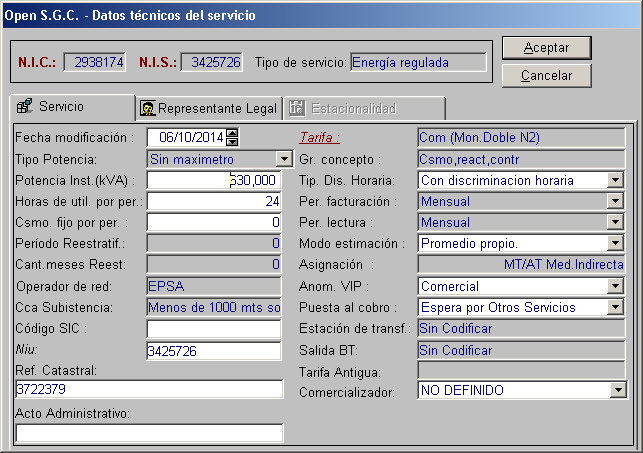 Open S.G.C. - Datos técnicos del servicio
N.I.C.: 2938174 N.I.S.: 3425726 Tipo de servicio: Energía regulada
Aceptar
Cancelar
Servicio Representante Legal Estacionalidad
Fecha modificación : 06/10/2014 Tarifa : Com (Mon.Doble N2)
Tipo Potencia: Sin maximetro Gr. concepto : Csmo,react,contr
Potencia Inst.(kVA) : 630,000 Tip. Dis. Horaria: Con discriminacion horaria
Horas de util. por per.: 24 Per. facturación : Mensual
Csmo. fijo por per. : 0 Per. lectura : Mensual
Período Reestratif.: 0 Modo estimación : Promedio propio.
Cant.meses Reest: 0 Asignación : MT/AT Med.Indirecta
Operador de red: EPSA Anom. VIP : Comercial
Cca Subistencia: Menos de 1000 mts so Puesta al cobro : Espera por Otros Servicios
Código SIC : Estación de transf.: Sin Codificar
Niu: 3425726 Salida BT: Sin Codificar
Ref. Catastral: Tarifa Antigua:
3722379 Comercializador: NO DEFINIDO
Acto Administrativo: